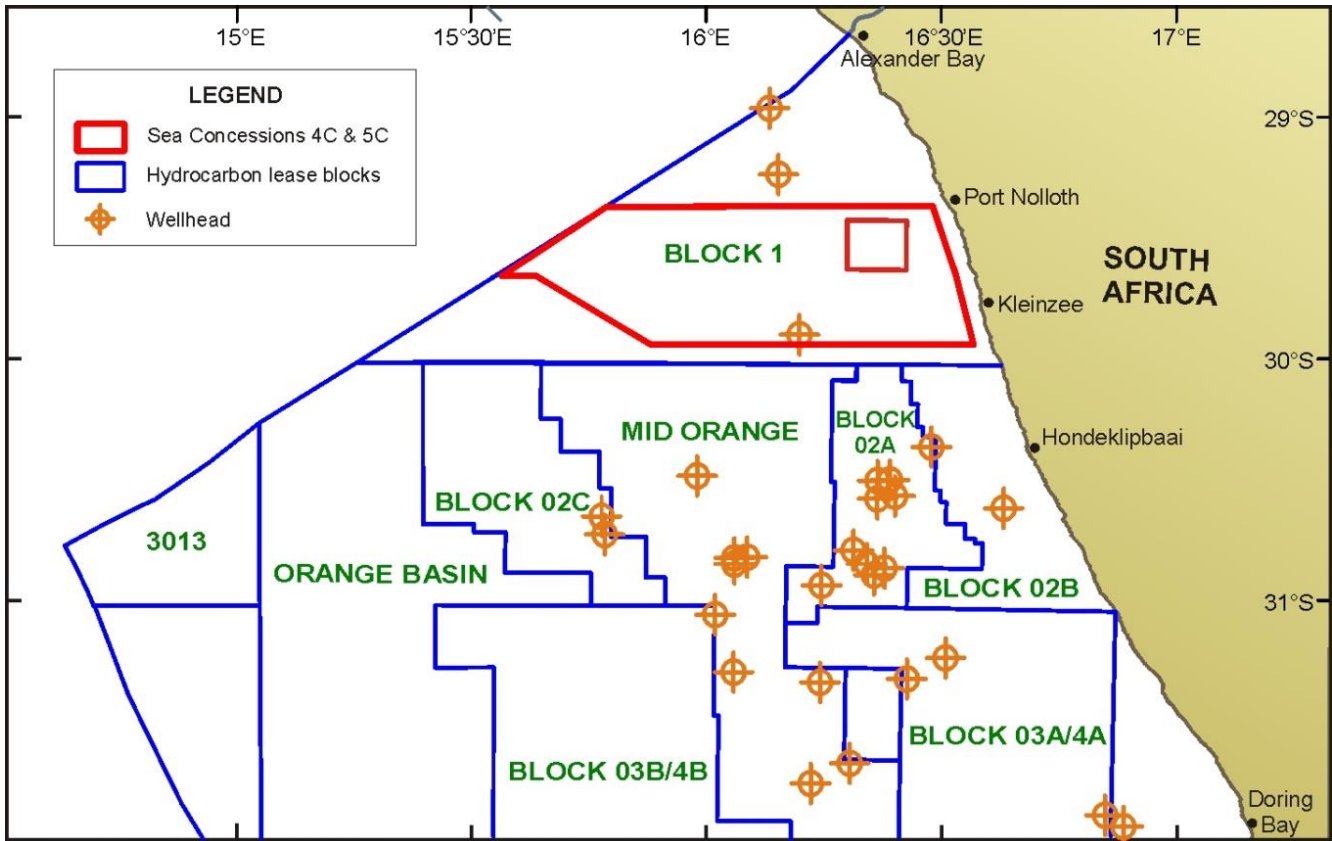 15°E
15°30’E
16°E
16°30'E
17°E
Alexander Bay
LEGEND
Sea Concessions 4C & 5C
Hydrocarbon lease blocks
Wellhead
29°S
Port Nolloth
BLOCK 1
SOUTH
AFRICA
Kleinzee
30°S
MID ORANGE
BLOCK
02A
Hondeklipbaai
BLOCK 02C
3013
ORANGE BASIN
BLOCK 02B
31°S
BLOCK 03A/4A
BLOCK 03B/4B
Doring
Bay